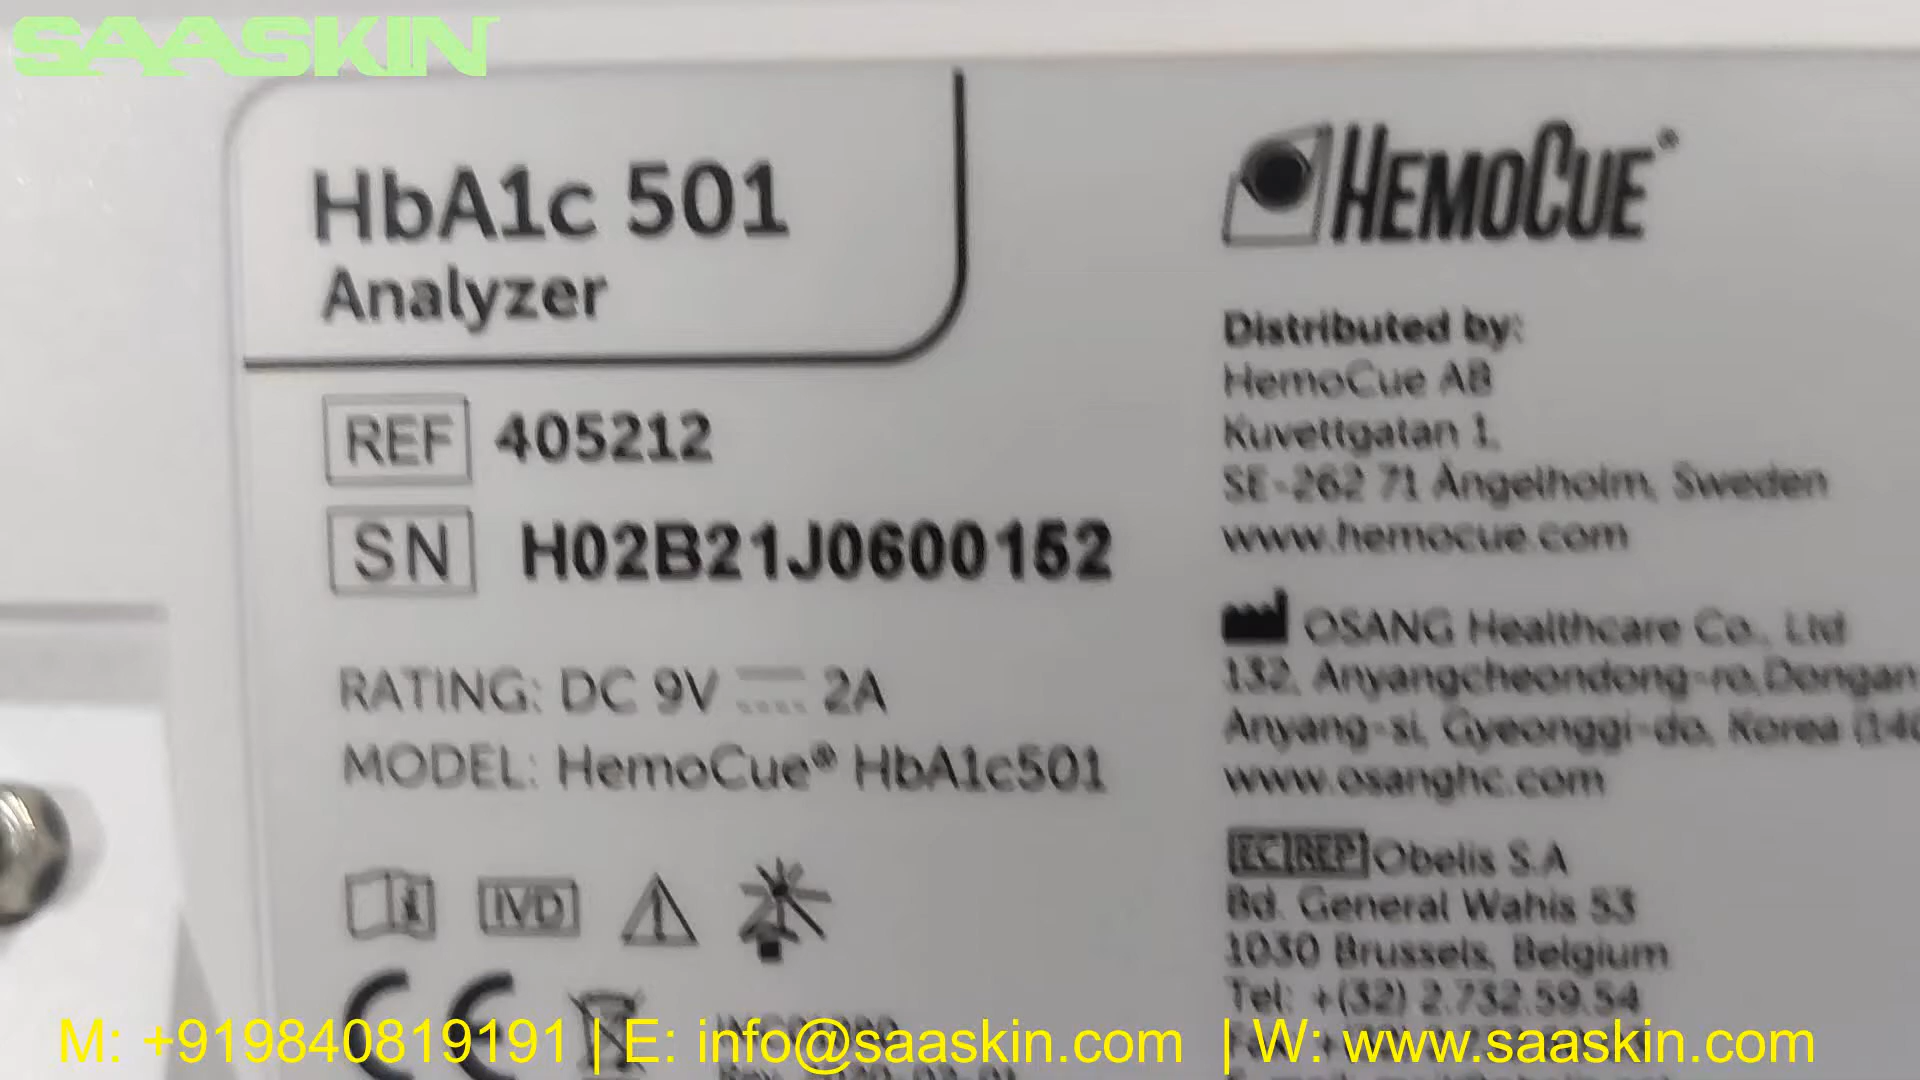 SAASKIN
HbA1c 501
Analyzer
REF 405212
SN H02B21J0600152
RATING: DC 9V 2A
MODEL: HemoCue® HbA1c501
IVD
CE
HEMOCUE®
Distributed by:
HemoCue AB
Kuvettgatan 1,
SE-262 71 Ängelholm, Sweden
www.hemocue.com
OSANG Healthcare Co., Ltd
132, Anyangcheondong-ro, Dongan
Anyang-si, Gyeonggi-do, Korea (140
www.osanghc.com
EC REP Obelis S.A
Bd. General Wahis 53
1030 Brussels, Belgium
Tel: +(32) 2.732.59.54
M: +919840819191 | E: info@saaskin.com | W: www.saaskin.com